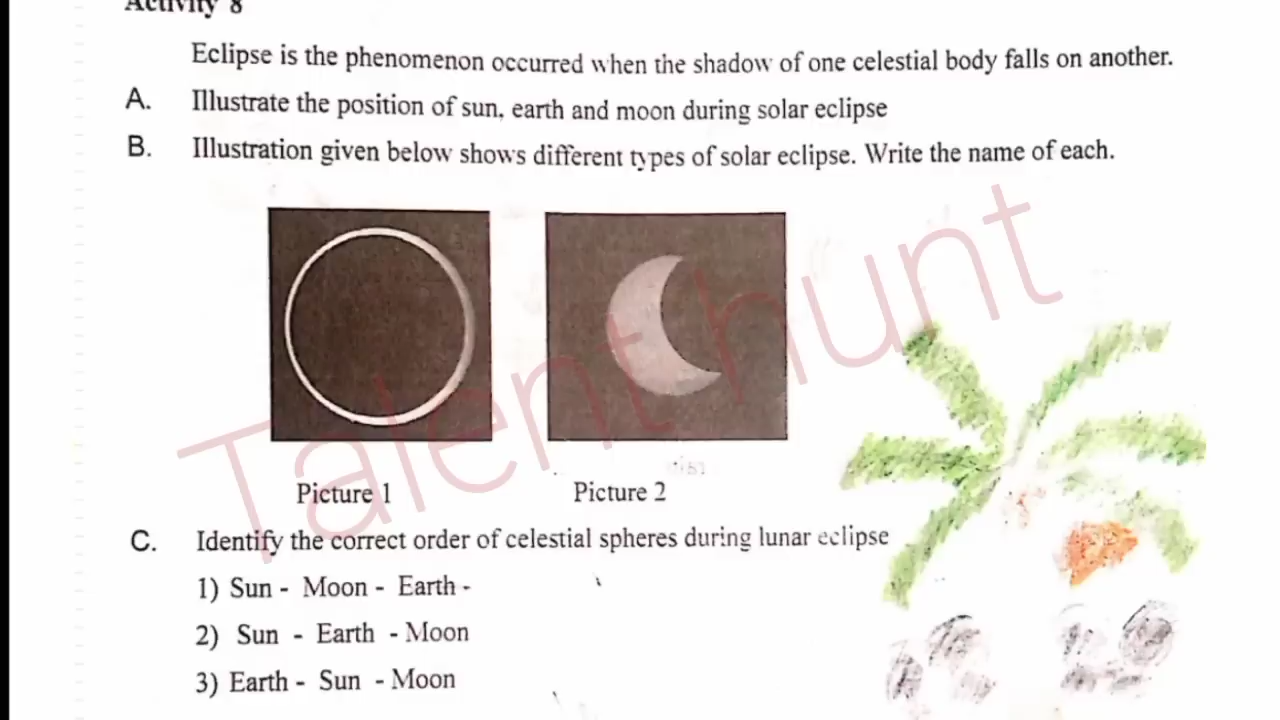 Activity 8
Eclipse is the phenomenon occurred when the shadow of one celestial body falls on another.
A. Illustrate the position of sun, earth and moon during solar eclipse
B. Illustration given below shows different types of solar eclipse. Write the name of each.
Talent hunt
Picture 1 Picture 2
C. Identify the correct order of celestial spheres during lunar eclipse
1) Sun - Moon - Earth -
2) Sun - Earth - Moon
3) Earth - Sun - Moon